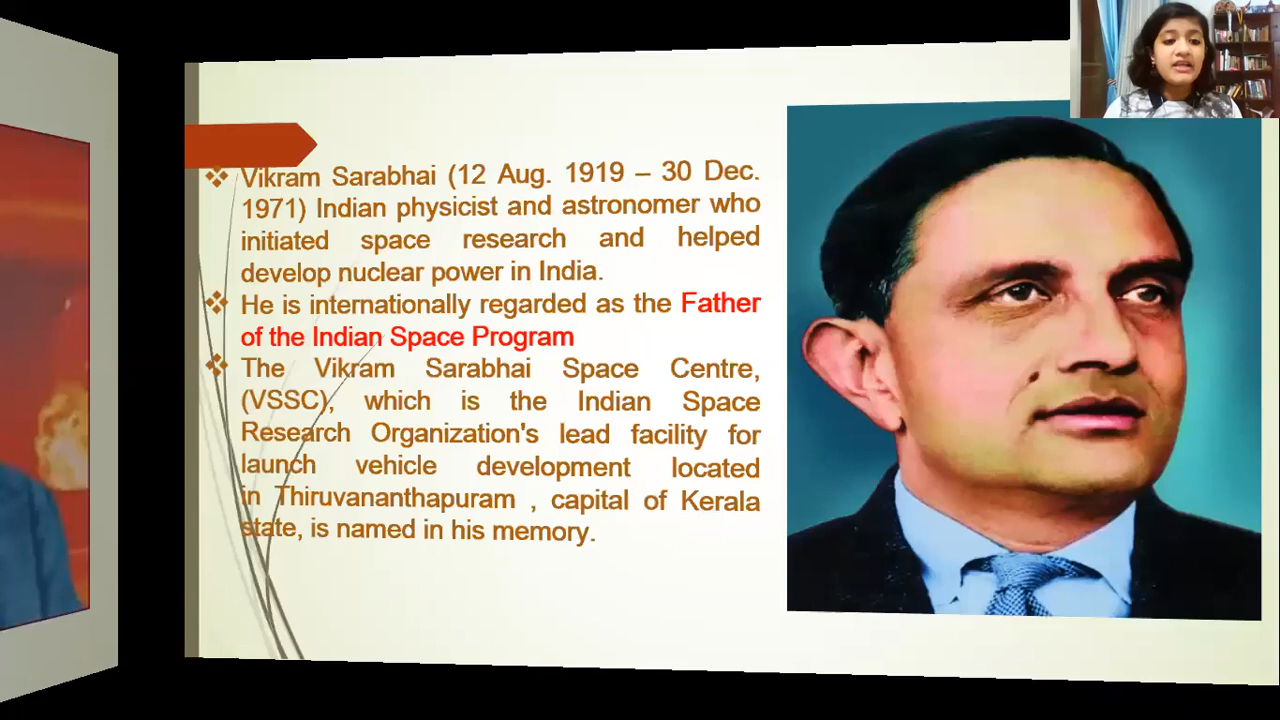 Vikram Sarabhai (12 Aug. 1919 – 30 Dec.
1971) Indian physicist and astronomer who
initiated space research and helped
develop nuclear power in India.
He is internationally regarded as the Father
of the Indian Space Program
The Vikram Sarabhai Space Centre,
(VSSC), which is the Indian Space
Research Organization's lead facility for
launch vehicle development located
in Thiruvananthapuram , capital of Kerala
state, is named in his memory.